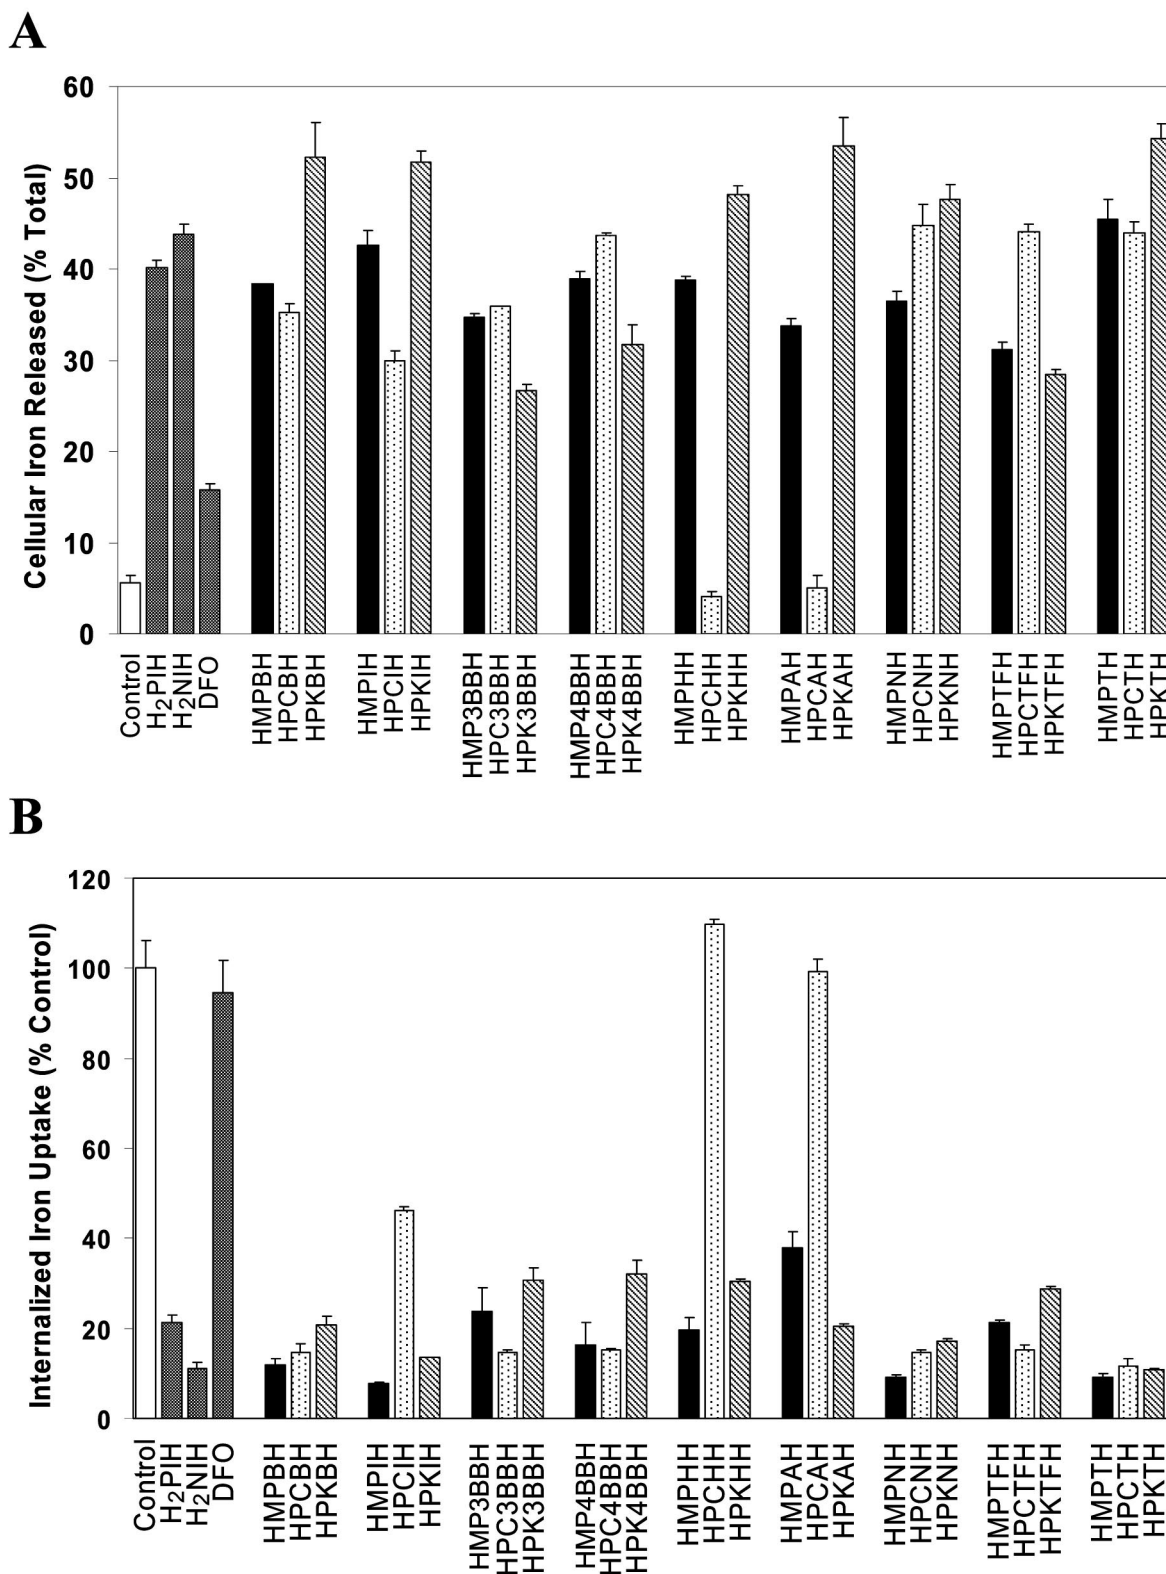 A
Cellular Iron Released (% Total)
60
50
40
30
20
10
0
Control
H2PIH
H2NIH
DFO
HMPBH
HPCBH
HPKBH
HMPIH
HPCIH
HPKIH
HMP3BBH
HPC3BBH
HPK3BBH
HMP4BBH
HPC4BBH
HPK4BBH
HMPHH
HPCHH
HPKHH
HMPAH
HPCAH
HPKAH
HMPNH
HPCNH
HPKNH
HMPTFH
HPCTFH
HPKTFH
HMPTH
HPCTH
HPKTH
B
Internalized Iron Uptake (% Control)
120
100
80
60
40
20
0
Control
H2PIH
H2NIH
DFO
HMPBH
HPCBH
HPKBH
HMPIH
HPCIH
HPKIH
HMP3BBH
HPC3BBH
HPK3BBH
HMP4BBH
HPC4BBH
HPK4BBH
HMPHH
HPCHH
HPKHH
HMPAH
HPCAH
HPKAH
HMPNH
HPCNH
HPKNH
HMPTFH
HPCTFH
HPKTFH
HMPTH
HPCTH
HPKTH